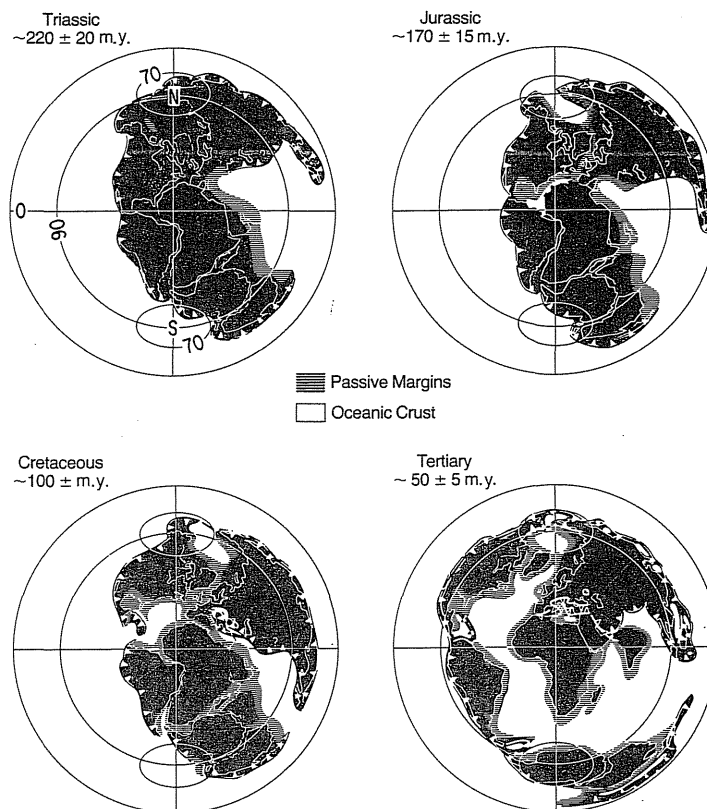 Triassic
~220 ± 20 m.y.
70
N
0
90
S
70
Jurassic
~170 ± 15 m.y.
Passive Margins
Oceanic Crust
Cretaceous
~100 ± m.y.
Tertiary
~ 50 ± 5 m.y.